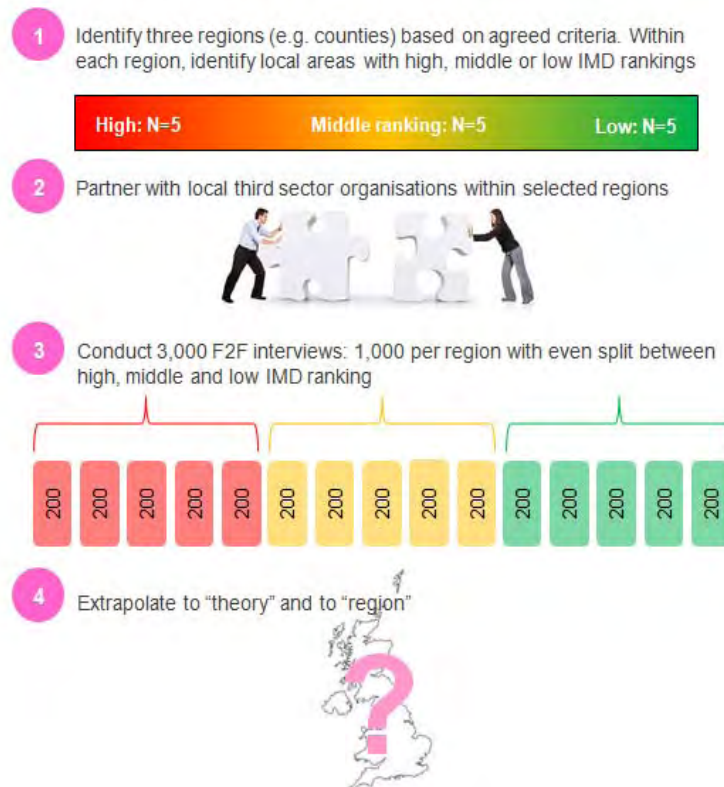 1
Identify three regions (e.g. counties) based on agreed criteria. Within
each region, identify local areas with high, middle or low IMD rankings
High: N=5 Middle ranking: N=5 Low: N=5
2
Partner with local third sector organisations within selected regions
3
Conduct 3,000 F2F interviews: 1,000 per region with even split between
high, middle and low IMD ranking
200 200 200 200 200 200 200 200 200 200 200 200 200 200 200
4
Extrapolate to “theory” and to “region”
?